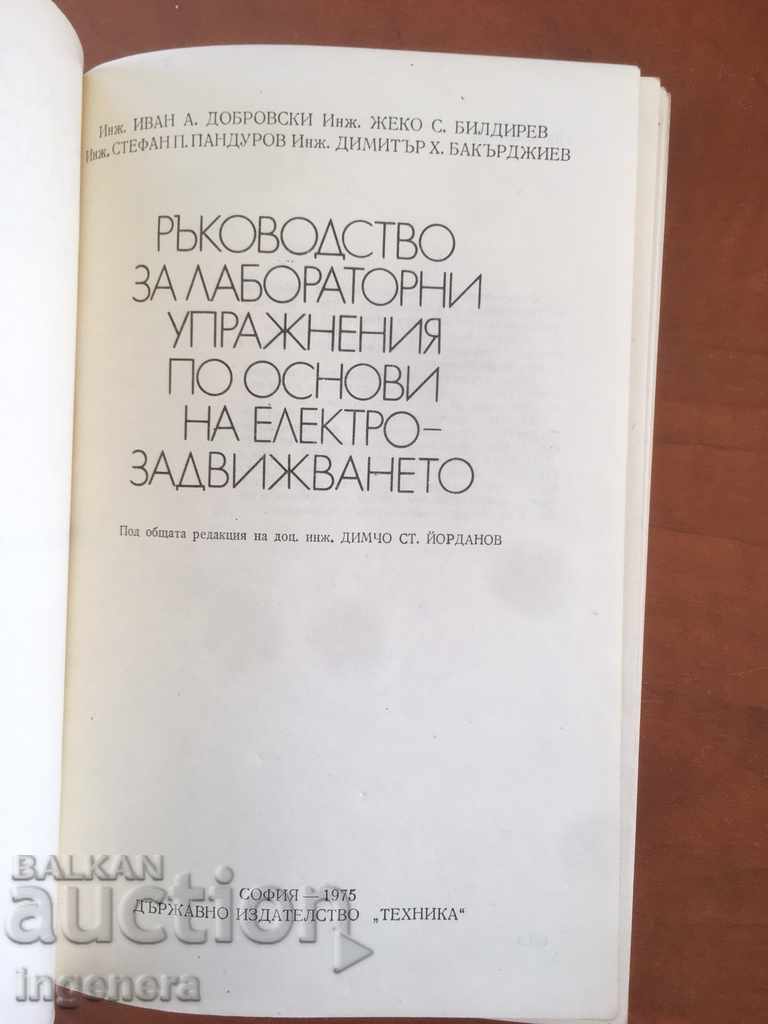 Инж. ИВАН А. ДОБРОВСКИ Инж. ЖЕКО С. БИЛДИРЕВ
Инж. СТЕФАН П. ПАНДУРОВ Инж. ДИМИТЪР Х. БАКЪРДЖИЕВ
РЪКОВОДСТВО
ЗА ЛАБОРАТОРНИ
УПРАЖНЕНИЯ
ПО ОСНОВИ
НА ЕЛЕКТРО-
ЗАДВИЖВАНЕТО
Под общата редакция на доц. инж. ДИМЧО СТ. ЙОРДАНОВ
СОФИЯ — 1975
ДЪРЖАВНО ИЗДАТЕЛСТВО „ТЕХНИКА“
BALKAN
auction
ingenera